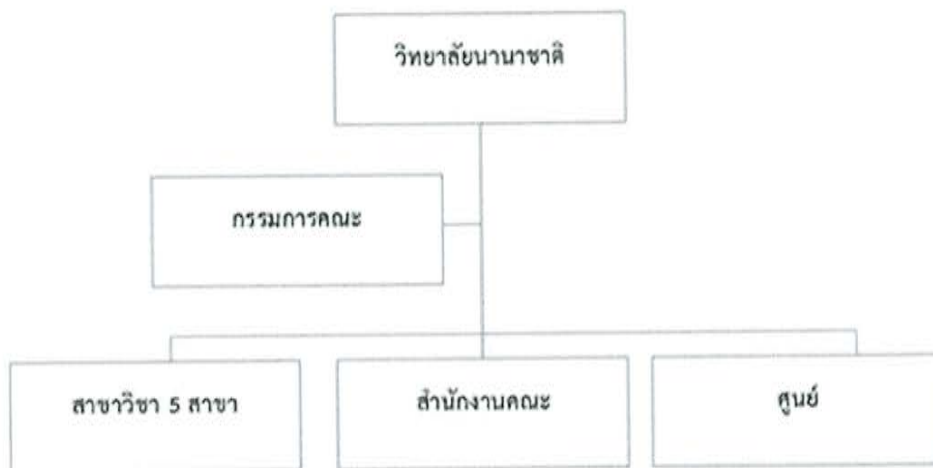 วิทยาลัยนานาชาติ
กรรมการคณะ
สาขาวิชา 5 สาขา
สำนักงานคณะ
ศูนย์